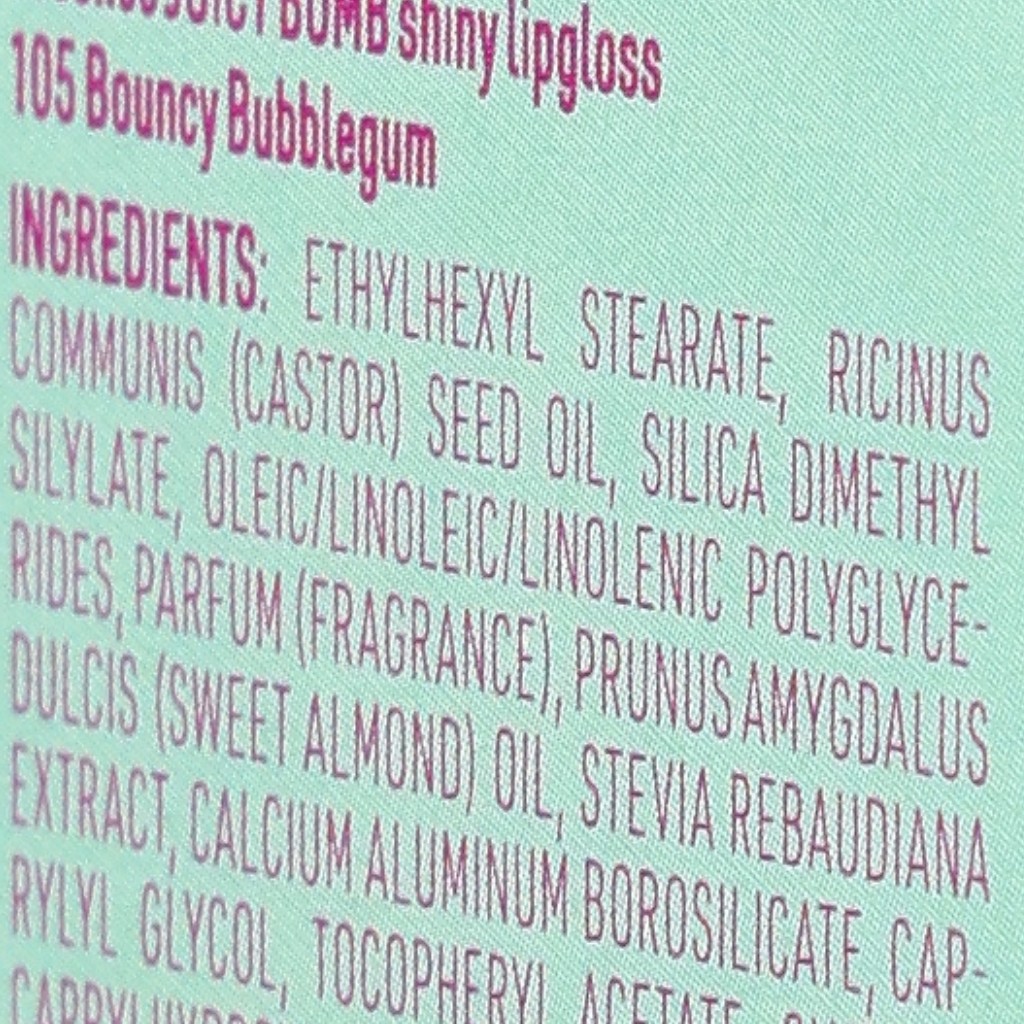 JUICY BOMB shiny lipgloss
105 Bouncy Bubblegum
INGREDIENTS: ETHYLHEXYL STEARATE, RICINUS
COMMUNIS (CASTOR) SEED OIL, SILICA DIMETHYL
SILYLATE, OLEIC/LINOLEIC/LINOLENIC POLYGLYCE-
RIDES, PARFUM (FRAGRANCE), PRUNUS AMYGDALUS
DULCIS (SWEET ALMOND) OIL, STEVIA REBAUDIANA
EXTRACT, CALCIUM ALUMINUM BOROSILICATE, CAP-
RYLYL GLYCOL, TOCOPHERYL ACETATE,